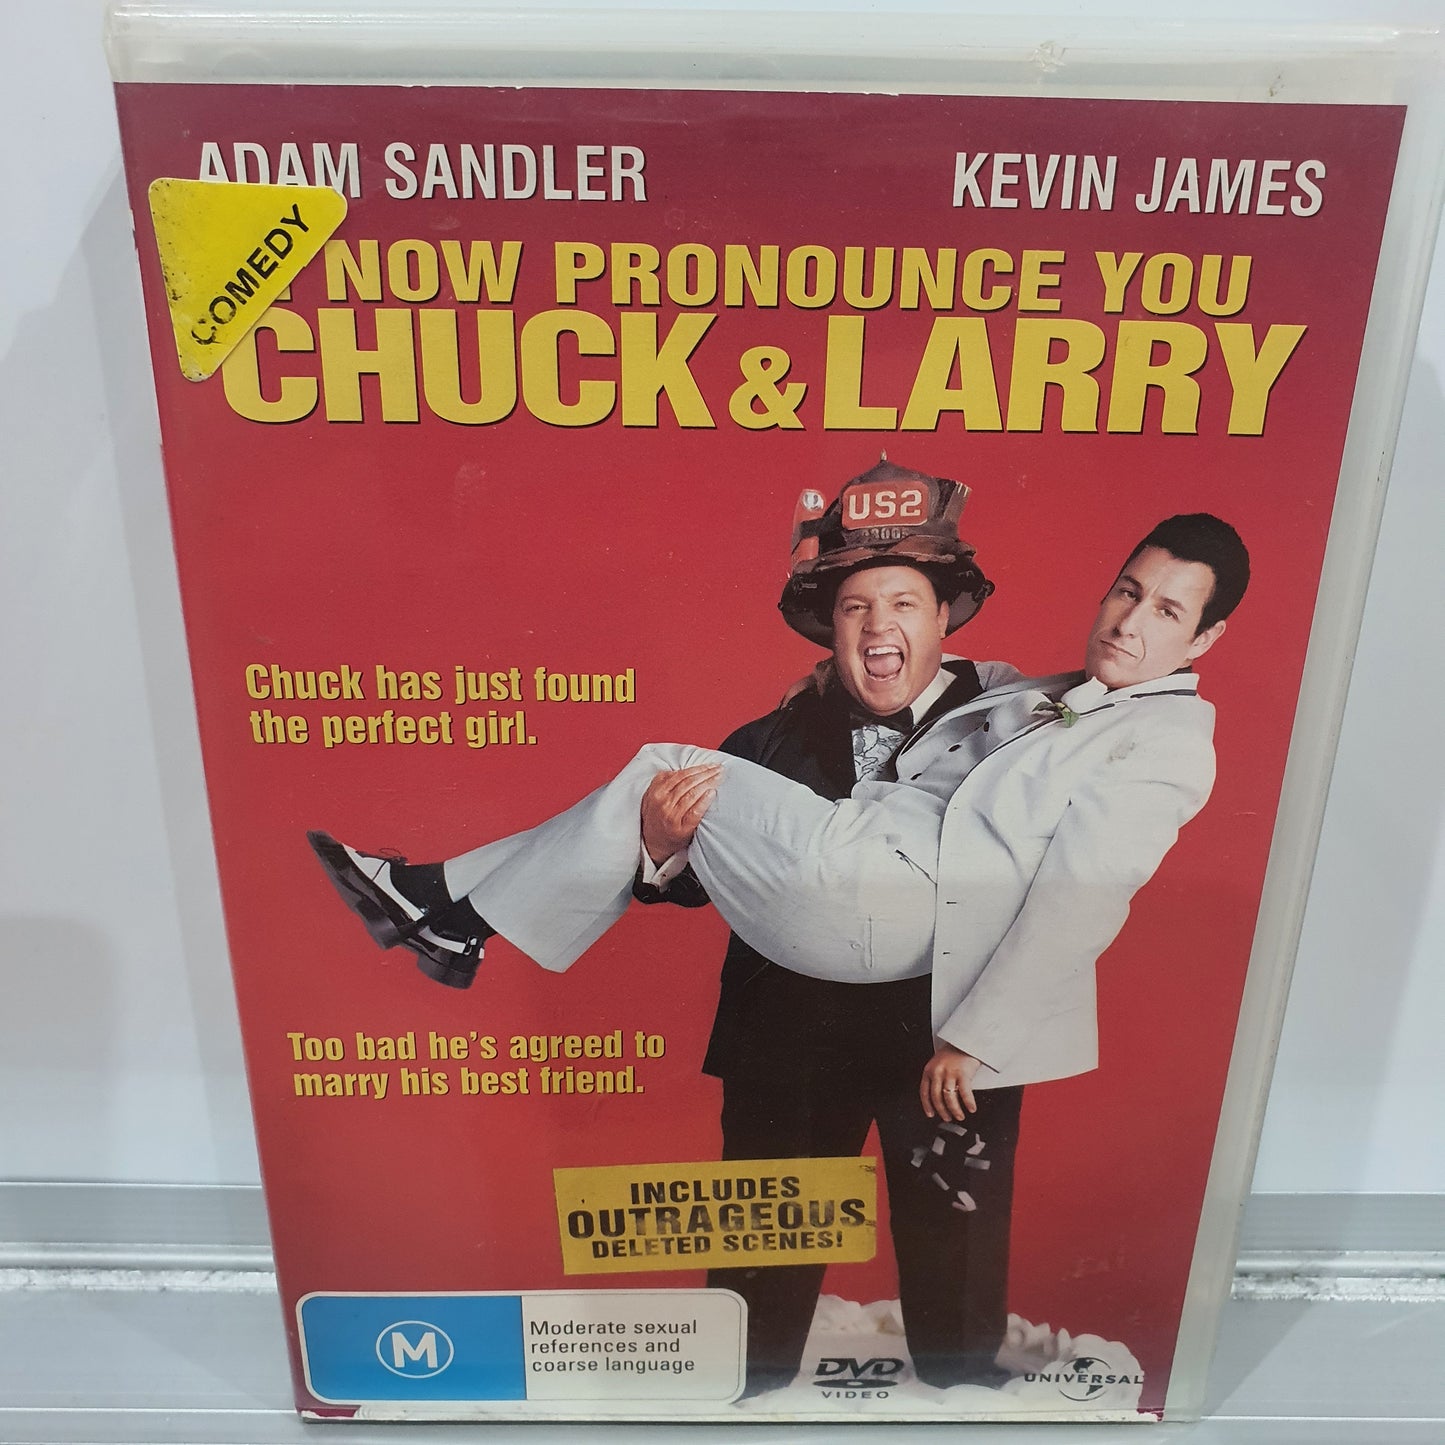 ADAM SANDLER
KEVIN JAMES
COMEDY
I NOW PRONOUNCE YOU
CHUCK & LARRY
US2
Chuck has just found
the perfect girl.
Too bad he's agreed to
marry his best friend.
INCLUDES
OUTRAGEOUS
DELETED SCENES!
M
Moderate sexual
references and
coarse language
DVD
VIDEO
UNIVERSAL